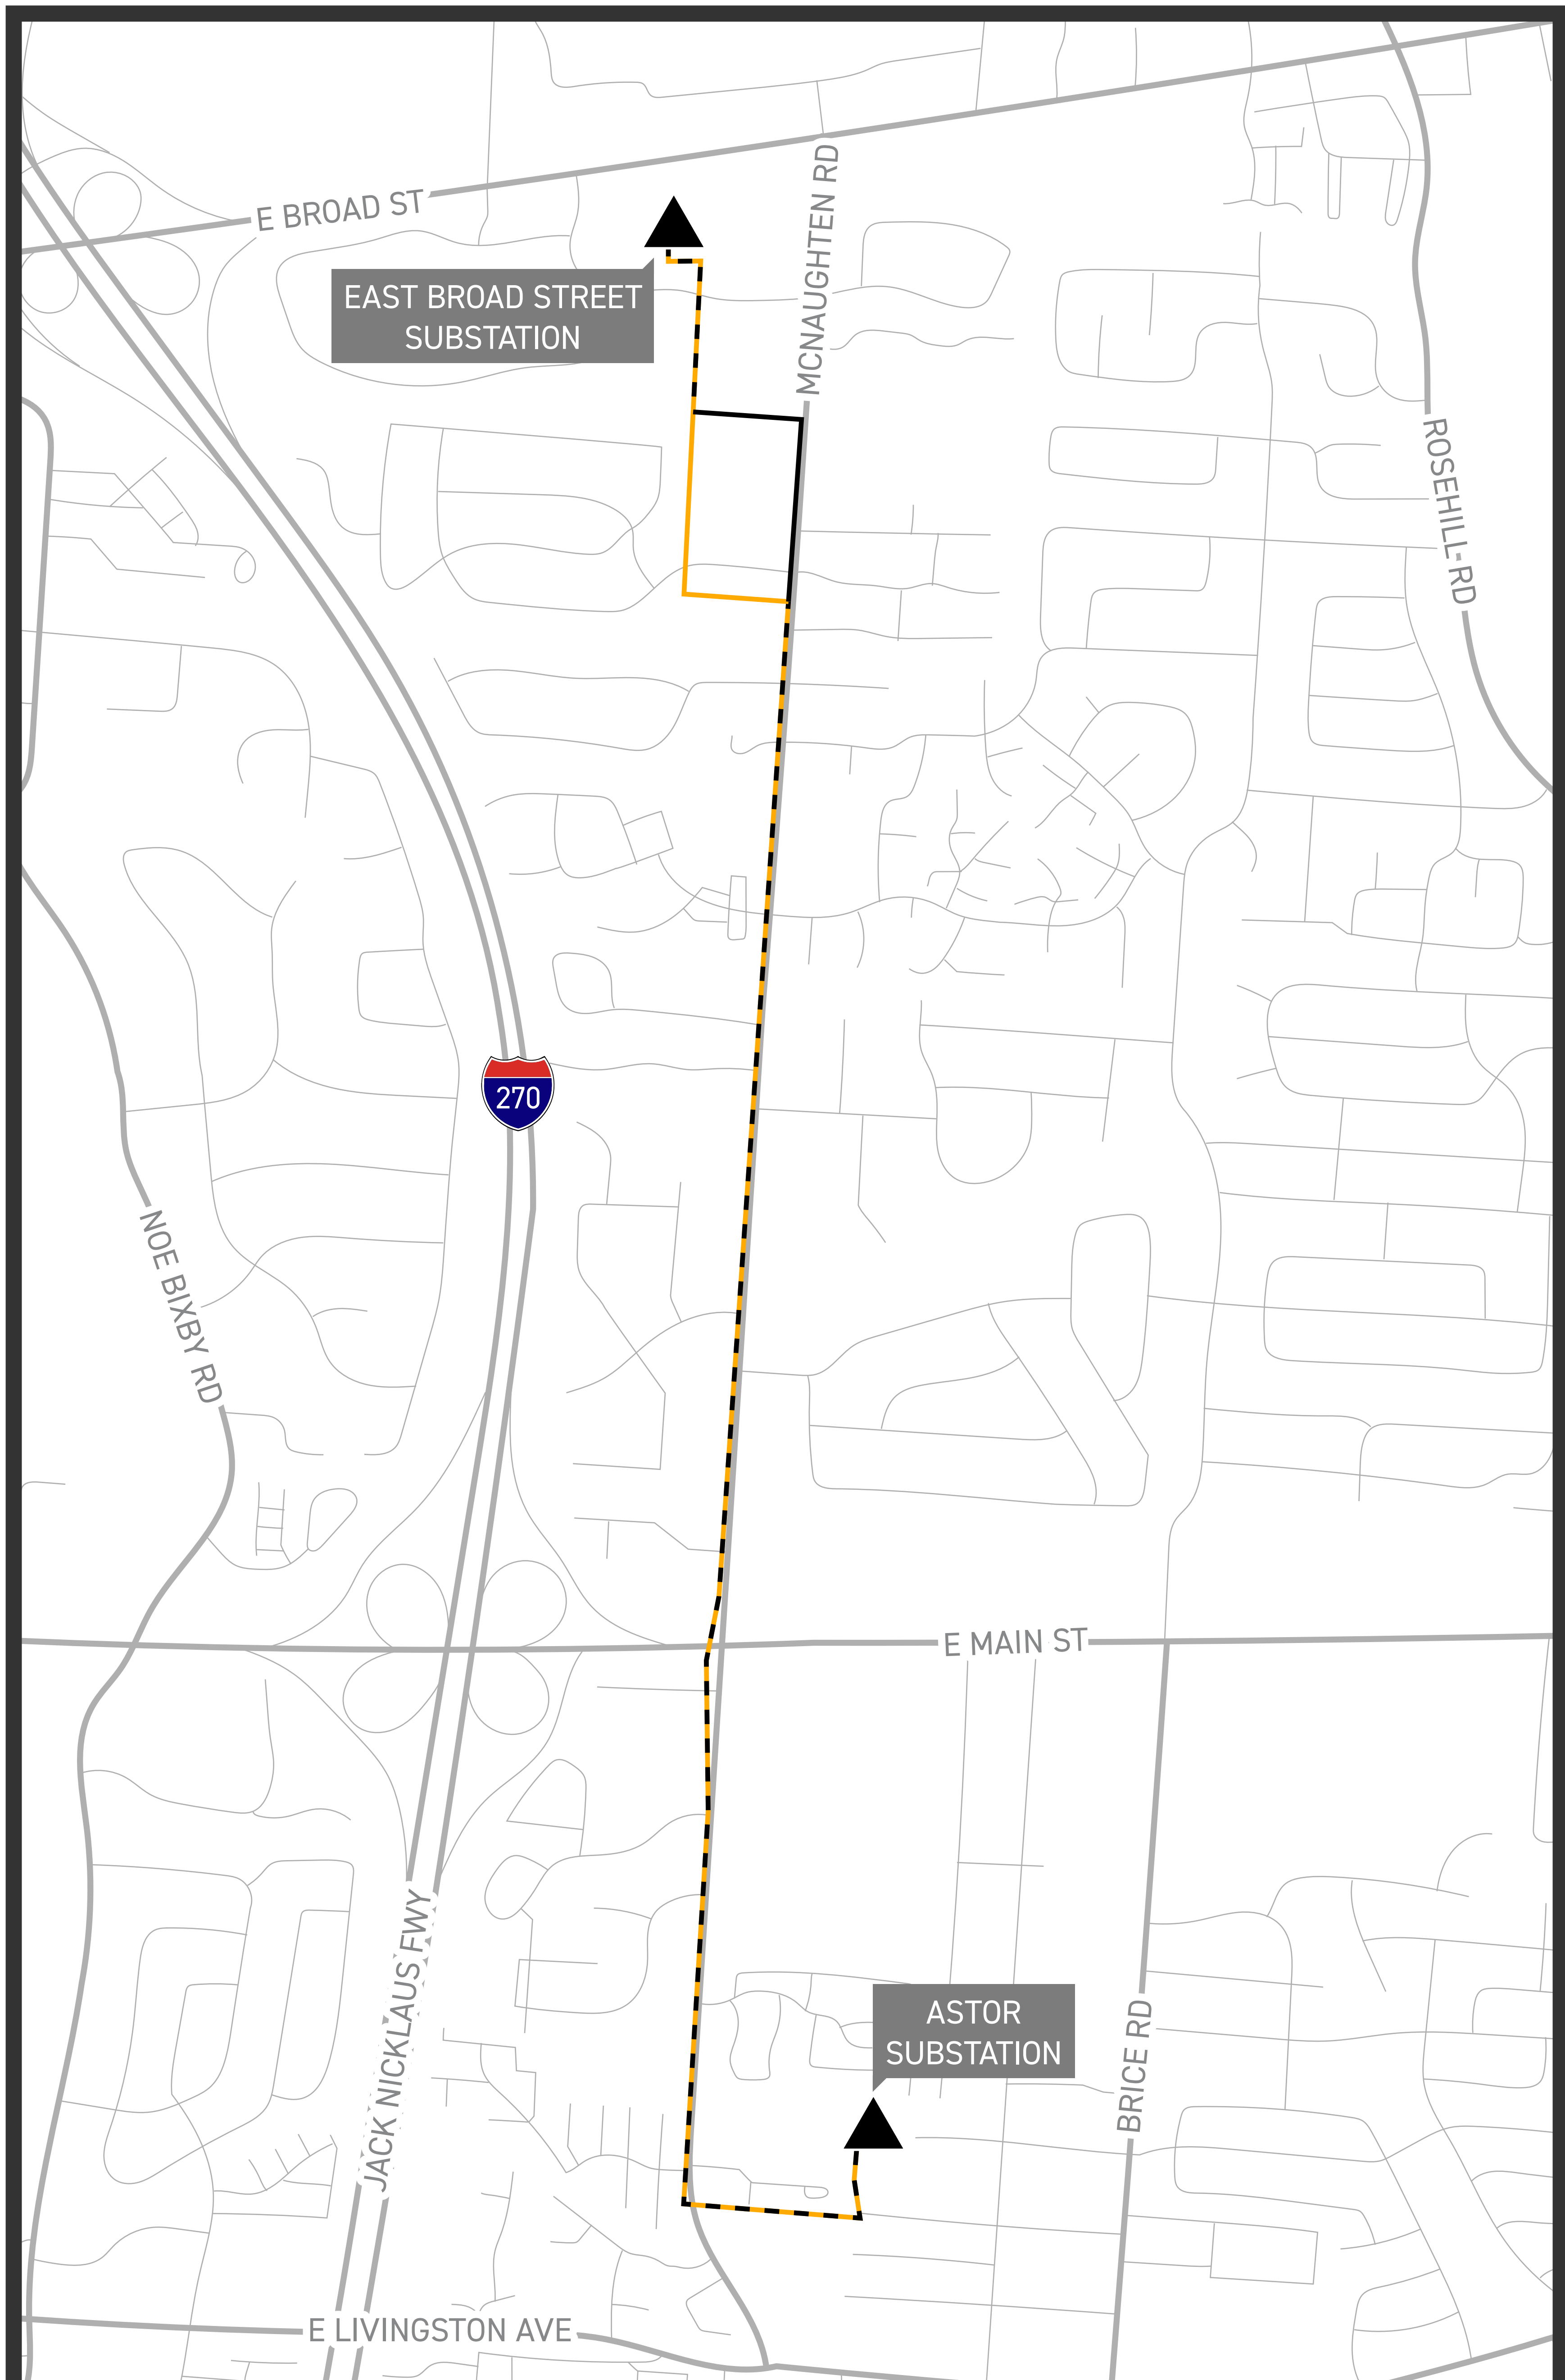 E BROAD ST
MCNAUGHTEN RD
EAST BROAD STREET
SUBSTATION
ROSEHILL RD
270
NOE BIXBY RD
E MAIN ST
JACK NICKLAUS FWY
ASTOR
SUBSTATION
BRICE RD
E LIVINGSTON AVE